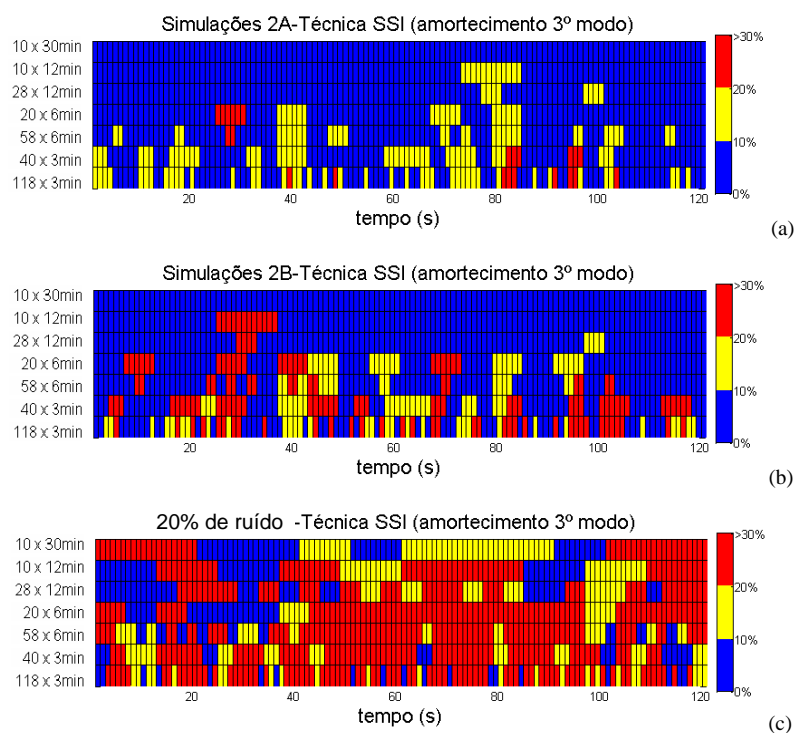 Simulações 2A-Técnica SSI (amortecimento 3º modo)
10 x 30min
10 x 12min
28 x 12min
20 x 6min
58 x 6min
40 x 3min
118 x 3min
20 40 60 80 100 120
tempo (s)
>30%
20%
10%
0%
(a)
Simulações 2B-Técnica SSI (amortecimento 3º modo)
10 x 30min
10 x 12min
28 x 12min
20 x 6min
58 x 6min
40 x 3min
118 x 3min
20 40 60 80 100 120
tempo (s)
>30%
20%
10%
0%
(b)
20% de ruído -Técnica SSI (amortecimento 3º modo)
10 x 30min
10 x 12min
28 x 12min
20 x 6min
58 x 6min
40 x 3min
118 x 3min
20 40 60 80 100 120
tempo (s)
>30%
20%
10%
0%
(c)